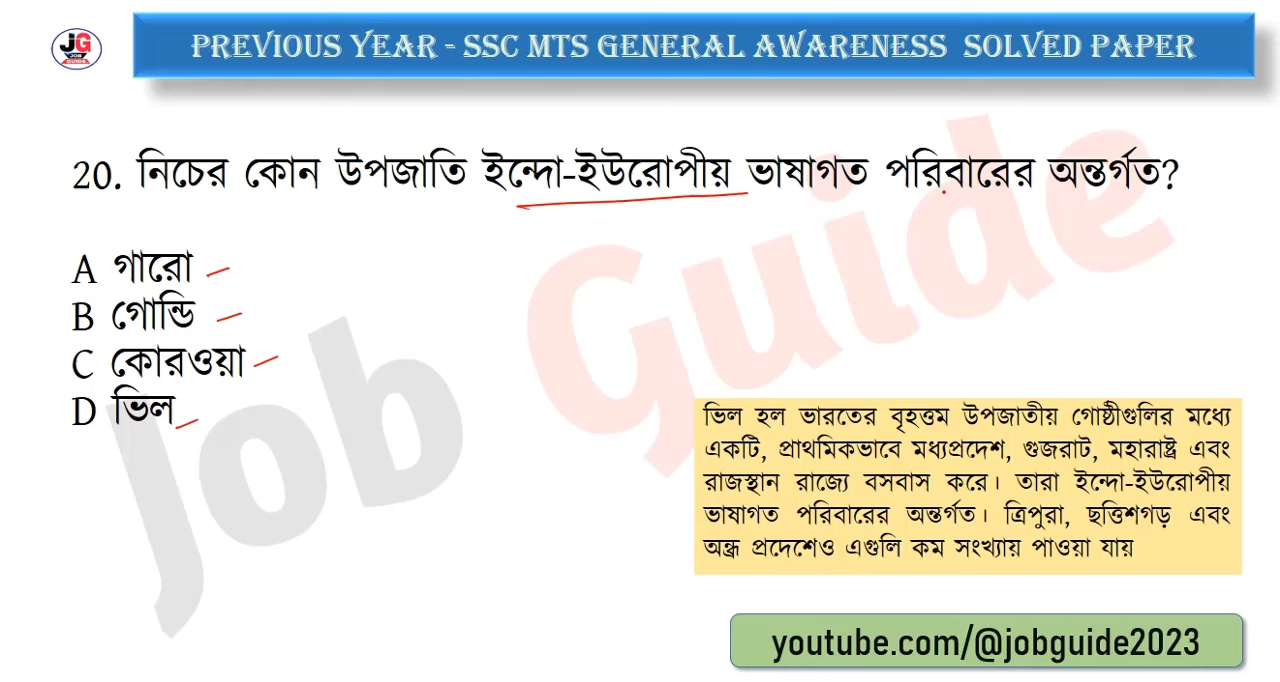 JG
JOB
GUIDE
PREVIOUS YEAR - SSC MTS GENERAL AWARENESS SOLVED PAPER
20. নিচের কোন উপজাতি ইন্দো-ইউরোপীয় ভাষাগত পরিবারের অন্তর্গত?
A গারো
B গোন্ডি
C কোরওয়া
D ভিল
Job Guide
ভিল হল ভারতের বৃহত্তম উপজাতীয় গোষ্ঠীগুলির মধ্যে
একটি, প্রাথমিকভাবে মধ্যপ্রদেশ, গুজরাট, মহারাষ্ট্র এবং
রাজস্থান রাজ্যে বসবাস করে। তারা ইন্দো-ইউরোপীয়
ভাষাগত পরিবারের অন্তর্গত। ত্রিপুরা, ছত্তিশগড় এবং
অন্ধ্র প্রদেশেও এগুলি কম সংখ্যায় পাওয়া যায়
youtube.com/@jobguide2023